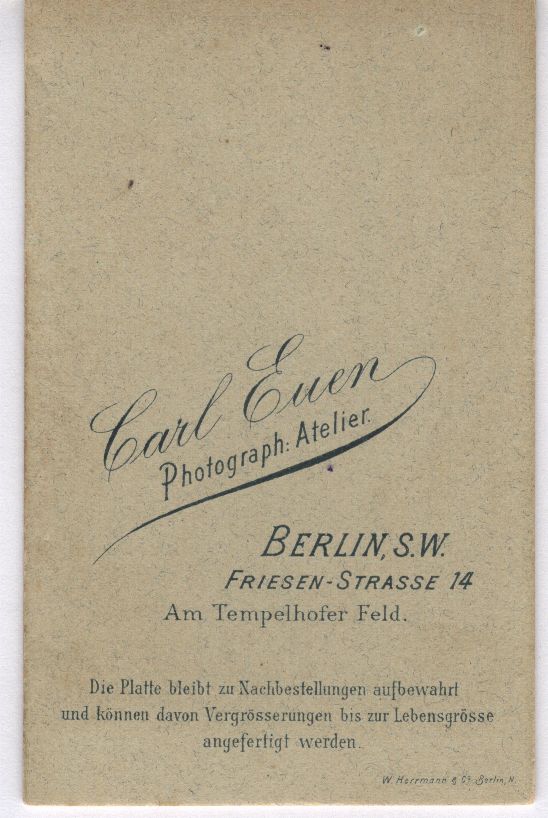 Carl Euen
Photograph: Atelier.
BERLIN, S.W.
FRIESEN-STRASSE 14
Am Tempelhofer Feld.
Die Platte bleibt zu Nachbestellungen aufbewahrt
und können davon Vergrösserungen bis zur Lebensgrösse
angefertigt werden.
W. Herrmann & Co. Berlin, N.